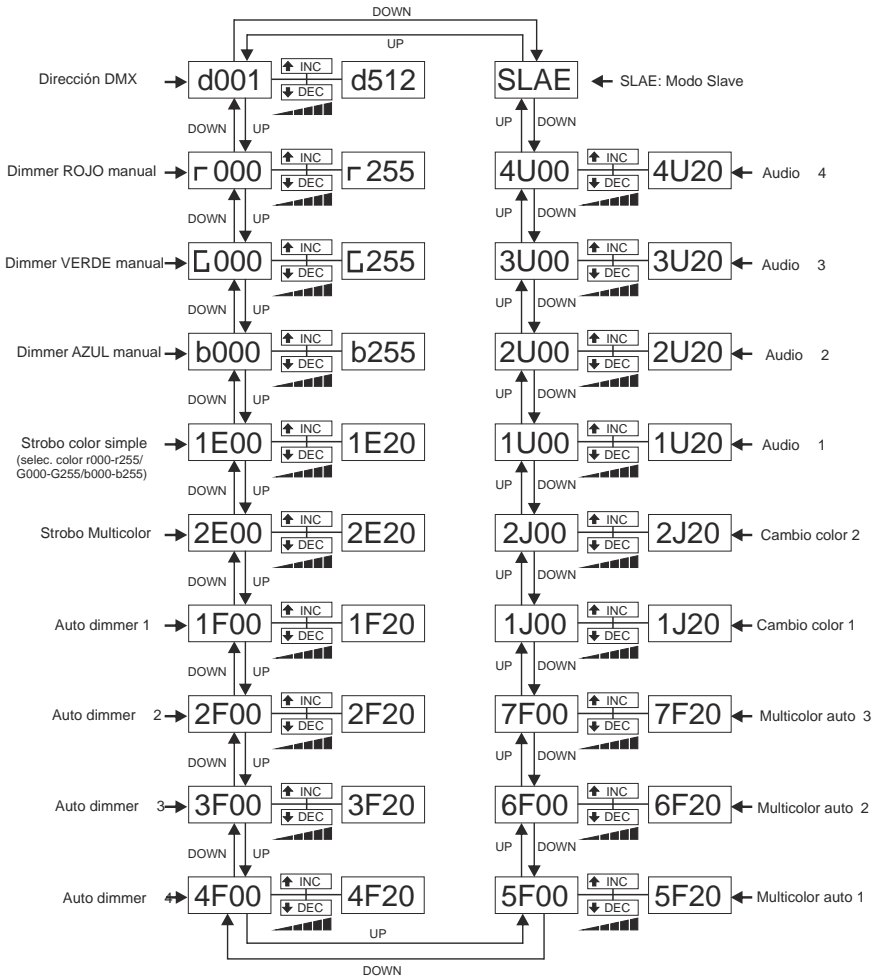 DOWN
UP
Dirección DMX d001 INC DEC d512 SLAE SLAE: Modo Slave
DOWN UP UP DOWN
Dimmer ROJO manual r000 INC DEC r255 4U00 INC DEC 4U20 Audio 4
DOWN UP UP DOWN
Dimmer VERDE manual G000 INC DEC G255 3U00 INC DEC 3U20 Audio 3
DOWN UP UP DOWN
Dimmer AZUL manual b000 INC DEC b255 2U00 INC DEC 2U20 Audio 2
DOWN UP UP DOWN
Strobo color simple 1E00 INC DEC 1E20 1U00 INC DEC 1U20 Audio 1
(selec. color r000-r255/
G000-G255/b000-b255)
DOWN UP UP DOWN
Strobo Multicolor 2E00 INC DEC 2E20 2J00 INC DEC 2J20 Cambio color 2
DOWN UP UP DOWN
Auto dimmer 1 1F00 INC DEC 1F20 1J00 INC DEC 1J20 Cambio color 1
DOWN UP UP DOWN
Auto dimmer 2 2F00 INC DEC 2F20 7F00 INC DEC 7F20 Multicolor auto 3
DOWN UP UP DOWN
Auto dimmer 3 3F00 INC DEC 3F20 6F00 INC DEC 6F20 Multicolor auto 2
DOWN UP UP DOWN
Auto dimmer 4 4F00 INC DEC 4F20 5F00 INC DEC 5F20 Multicolor auto 1
UP
DOWN